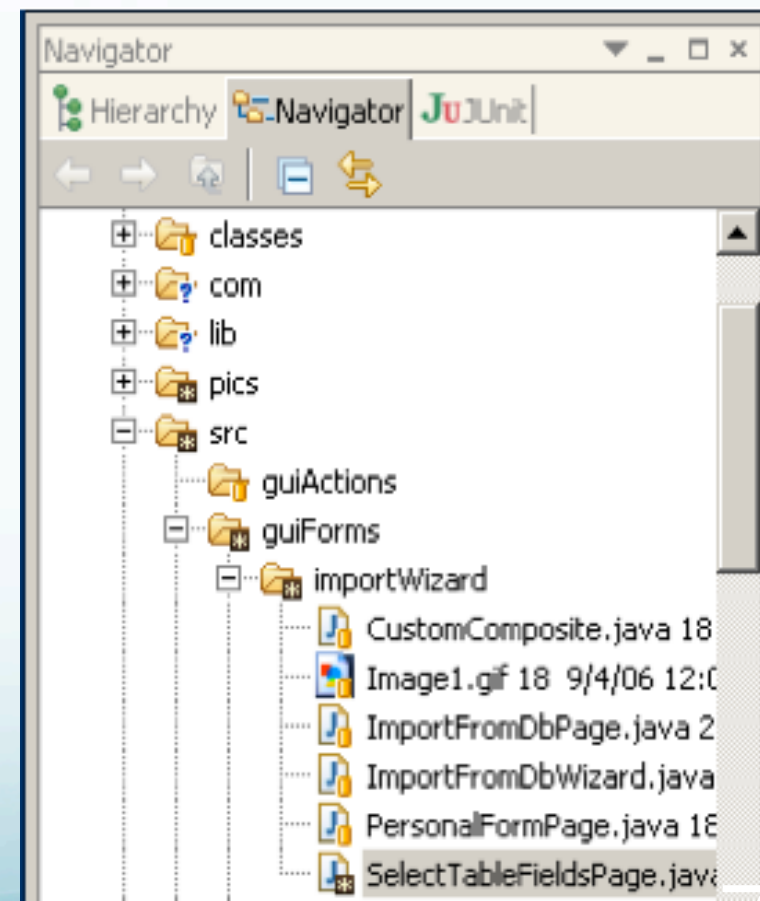 Navigator
Hierarchy Navigator Ju JUnit
classes
com
lib
pics
src
guiActions
guiForms
importWizard
CustomComposite.java 18
Image1.gif 18 9/4/06 12:0
ImportFromDbPage.java 2
ImportFromDbWizard.java
PersonalFormPage.java 18
SelectTableFieldsPage.java